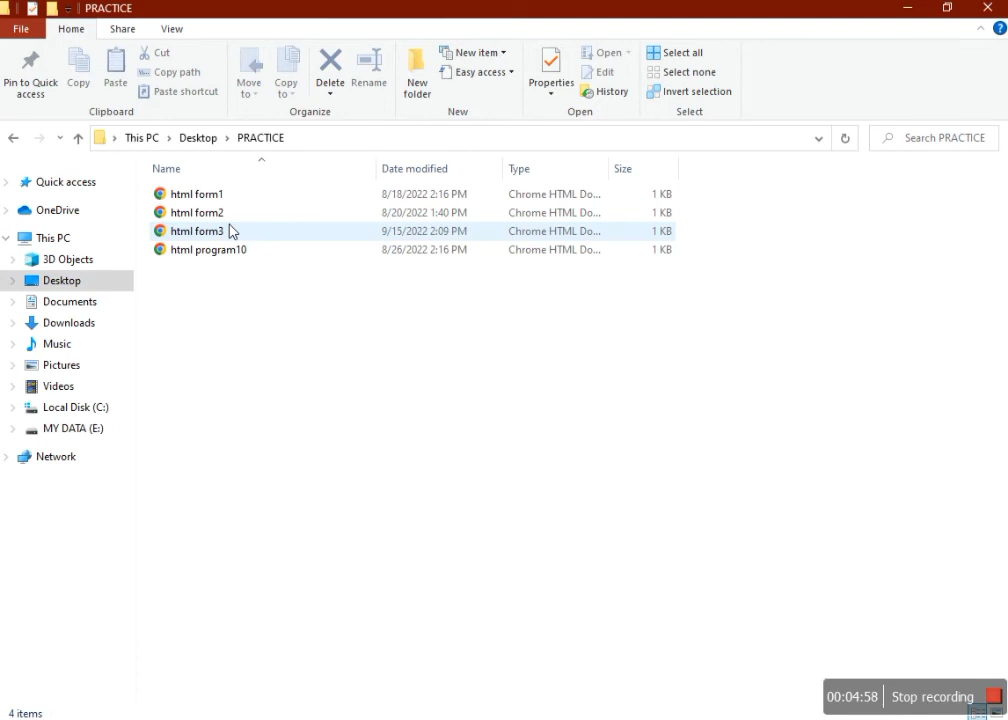 PRACTICE
File Home Share View
Pin to Quick access
Copy
Paste
Cut
Copy path
Paste shortcut
Clipboard
Move to
Copy to
Delete
Rename
Organize
New folder
New item
Easy access
New
Properties
Open
Edit
History
Open
Select all
Select none
Invert selection
Select
This PC > Desktop > PRACTICE
Search PRACTICE
Name Date modified Type Size
html form1 8/18/2022 2:16 PM Chrome HTML Do... 1 KB
html form2 8/20/2022 1:40 PM Chrome HTML Do... 1 KB
html form3 9/15/2022 2:09 PM Chrome HTML Do... 1 KB
html program10 8/26/2022 2:16 PM Chrome HTML Do... 1 KB
Quick access
OneDrive
This PC
3D Objects
Desktop
Documents
Downloads
Music
Pictures
Videos
Local Disk (C:)
MY DATA (E:)
Network
00:04:58 Stop recording
4 items